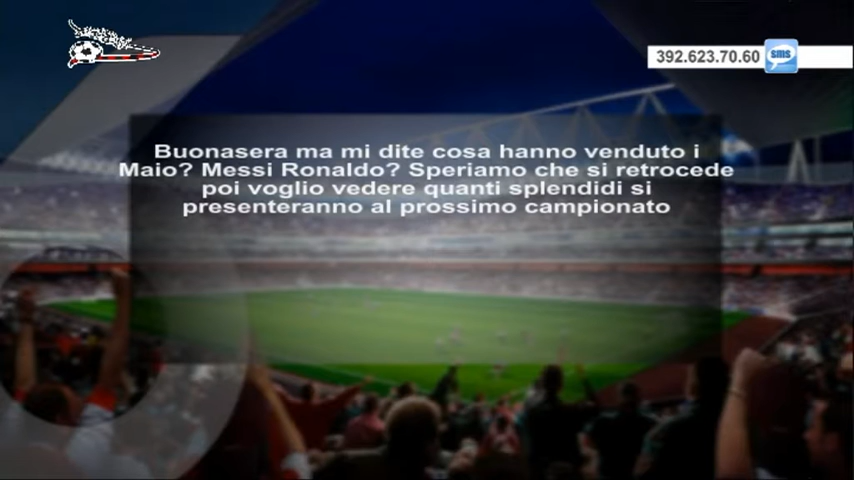 392.623.70.60 sms
Buonasera ma mi dite cosa hanno venduto i
Maio? Messi Ronaldo? Speriamo che si retrocede
poi voglio vedere quanti splendidi si
presenteranno al prossimo campionato